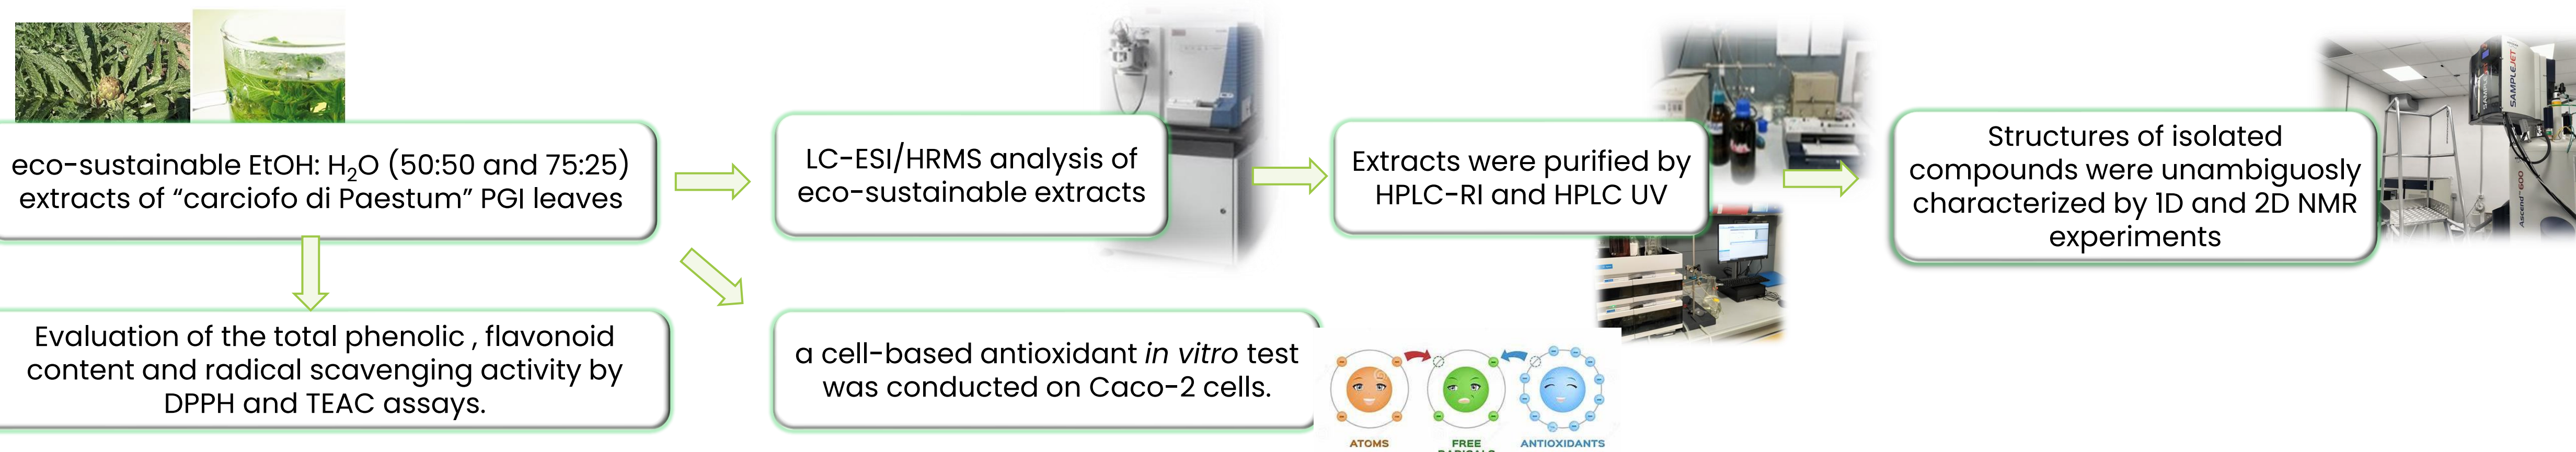 eco-sustainable EtOH: H₂O (50:50 and 75:25)
extracts of “carciofo di Paestum” PGI leaves
LC-ESI/HRMS analysis of
eco-sustainable extracts
Extracts were purified by
HPLC-RI and HPLC UV
Structures of isolated
compounds were unambiguosly
characterized by 1D and 2D NMR
experiments
SAMPLEJET
SAMPLEJET
Ascend™ 600
Evaluation of the total phenolic , flavonoid
content and radical scavenging activity by
DPPH and TEAC assays.
a cell-based antioxidant in vitro test
was conducted on Caco-2 cells.
ATOMS
FREE
RADICALS
ANTIOXIDANTS